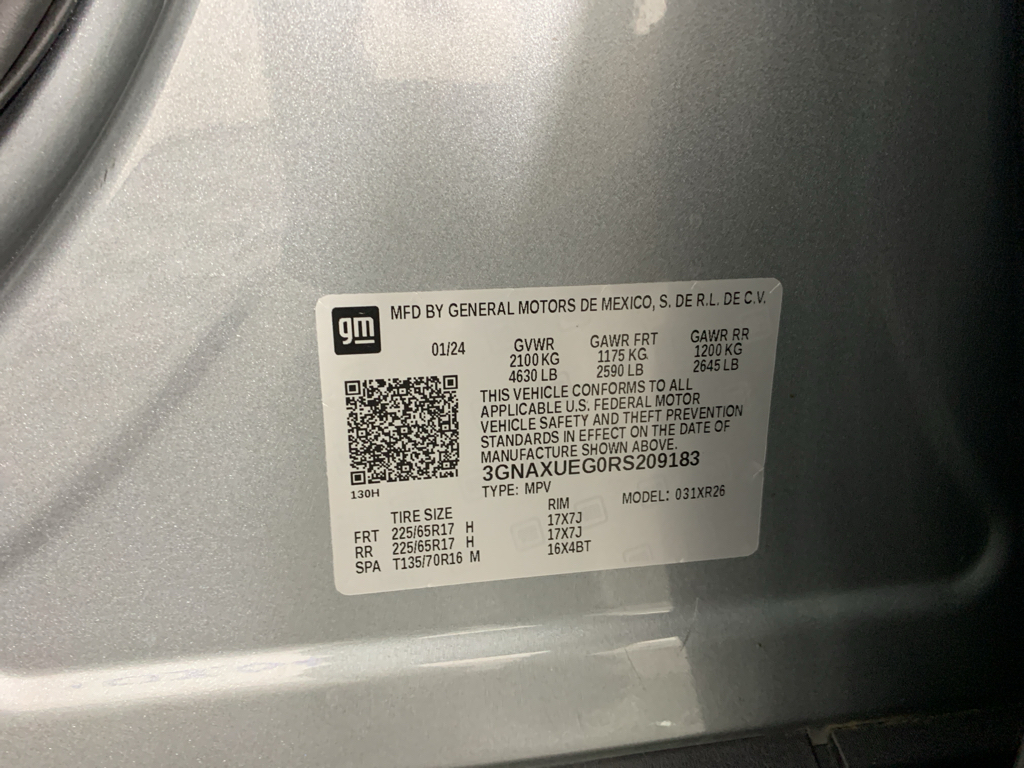 gm
MFD BY GENERAL MOTORS DE MEXICO, S. DE R.L. DE C.V.
01/24
GVWR GAWR FRT GAWR RR
2100 KG 1175 KG 1200 KG
4630 LB 2590 LB 2645 LB
THIS VEHICLE CONFORMS TO ALL
APPLICABLE U.S. FEDERAL MOTOR
VEHICLE SAFETY AND THEFT PREVENTION
STANDARDS IN EFFECT ON THE DATE OF
MANUFACTURE SHOWN ABOVE.
3GNAXUEG0RS209183
130H
TYPE: MPV MODEL: 031XR26
TIRE SIZE RIM
FRT 225/65R17 H 17X7J
RR 225/65R17 H 17X7J
SPA T135/70R16 M 16X4BT